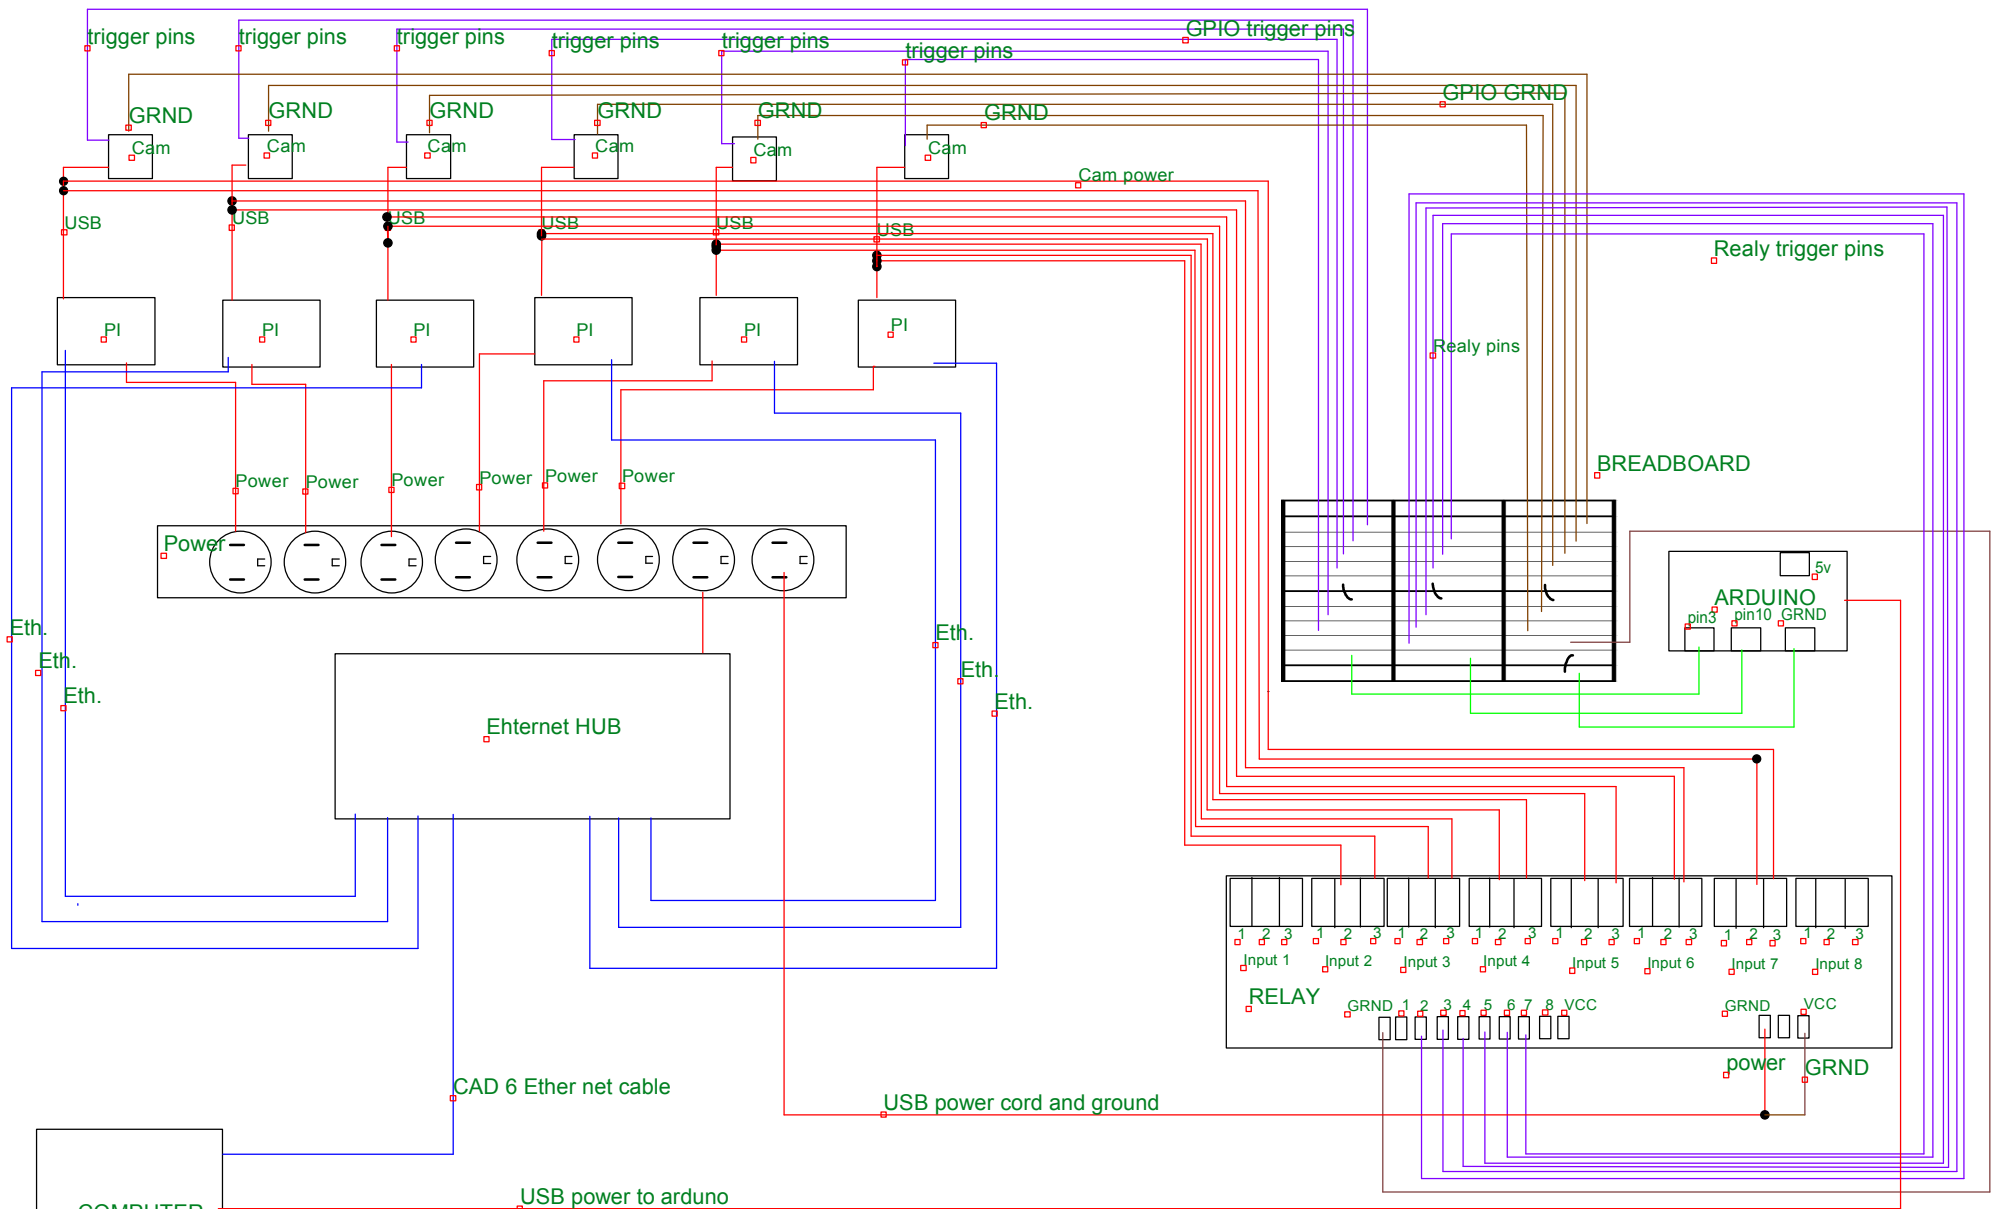 trigger pins
trigger pins
trigger pins
trigger pins
trigger pins
trigger pins
GPIO trigger pins
GRND
GRND
GRND
GRND
GRND
GRND
GPIO GRND
Cam
Cam
Cam
Cam
Cam
Cam
Cam power
USB
USB
USB
USB
USB
USB
Realy trigger pins
PI
PI
PI
PI
PI
PI
Realy pins
BREADBOARD
Power
Power
Power
Power
Power
Power
Power
5v
ARDUINO
pin3
pin10
GRND
Eth.
Eth.
Eth.
Eth.
Eth.
Eth.
Ehternet HUB
1 2 3
1 2 3
1 2 3
1 2 3
1 2 3
1 2 3
1 2 3
1 2 3
Input 1
Input 2
Input 3
Input 4
Input 5
Input 6
Input 7
Input 8
RELAY
GRND 1 2 3 4 5 6 7 8 VCC
GRND
VCC
power
GRND
CAD 6 Ether net cable
USB power cord and ground
USB power to arduno
COMPUTER